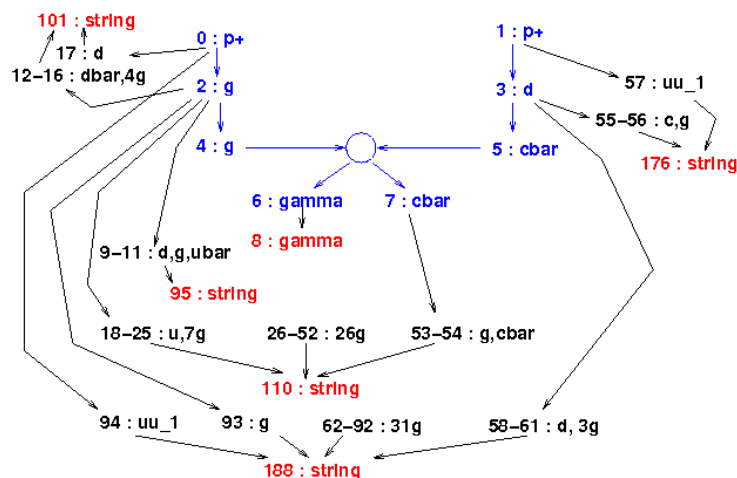 101 : string
0 : p+
1 : p+
17 : d
12-16 : dbar,4g
2 : g
3 : d
57 : uu_1
55-56 : c,g
4 : g
5 : cbar
176 : string
6 : gamma
7 : cbar
8 : gamma
9-11 : d,g,ubar
95 : string
18-25 : u,7g
26-52 : 26g
53-54 : g,cbar
110 : string
94 : uu_1
93 : g
62-92 : 31g
58-61 : d, 3g
188 : string